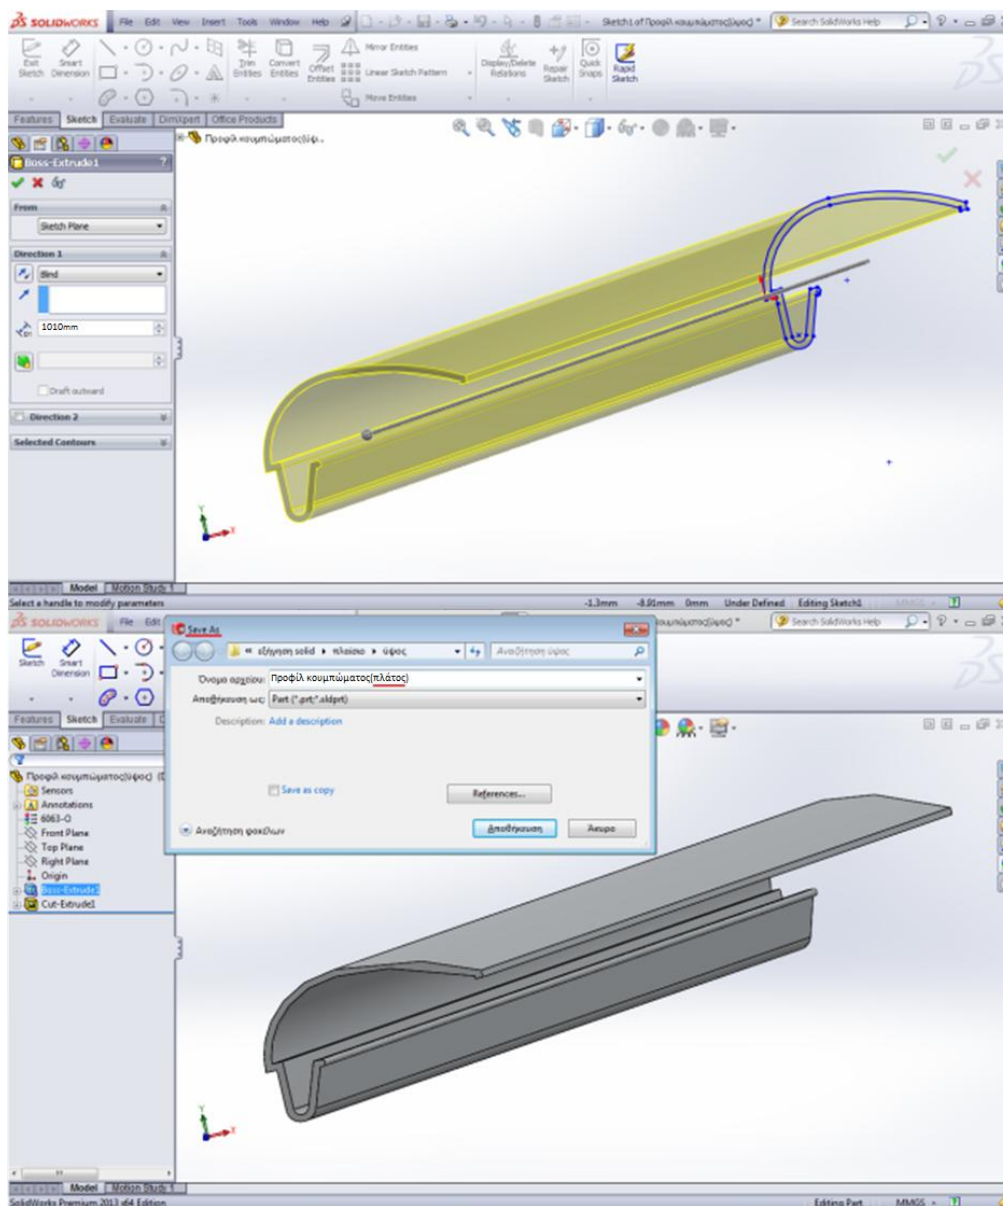 SOLIDWORKS File Edit View Insert Tools Window Help Sketch1 of Προφίλ κουμπώματος(ύψος) * Search SolidWorks Help
Exit Sketch Smart Dimension Trim Entities Convert Entities Offset Entities Mirror Entities Linear Sketch Pattern Move Entities Display/Delete Relations Repair Sketch Quick Snaps Rapid Sketch
Features Sketch Evaluate DimXpert Office Products
Προφίλ κουμπώματος(ύψ...
Boss-Extrude1 ?
From
Sketch Plane
Direction 1
Blind
D1
1010mm
Draft outward
Direction 2
Selected Contours
Y
X
Model Motion Study 1
Select a handle to modify parameters -1.3mm -8.91mm 0mm Under Defined Editing Sketch1 MMGS
SOLIDWORKS File Edit κουμπώματος(ύψος) * Search SolidWorks Help
Save As
εξήγηση solid πλαίσιο ύψος Αναζήτηση ύψος
Sketch Smart Dimension
Όνομα αρχείου: Προφίλ κουμπώματος(πλάτος)
Αποθήκευση ως: Part (*.prt;*.sldprt)
Description: Add a description
Features Sketch Evaluate D
Προφίλ κουμπώματος(ύψος) (D
Sensors
Save as copy References...
Annotations
6063-O
Αναζήτηση φακέλων Αποθήκευση Άκυρο
Front Plane
Top Plane
Right Plane
Origin
Boss-Extrude1
Cut-Extrude1
Y
X
Model Motion Study 1
SolidWorks Premium 2013 x64 Edition Editing Part MMGS